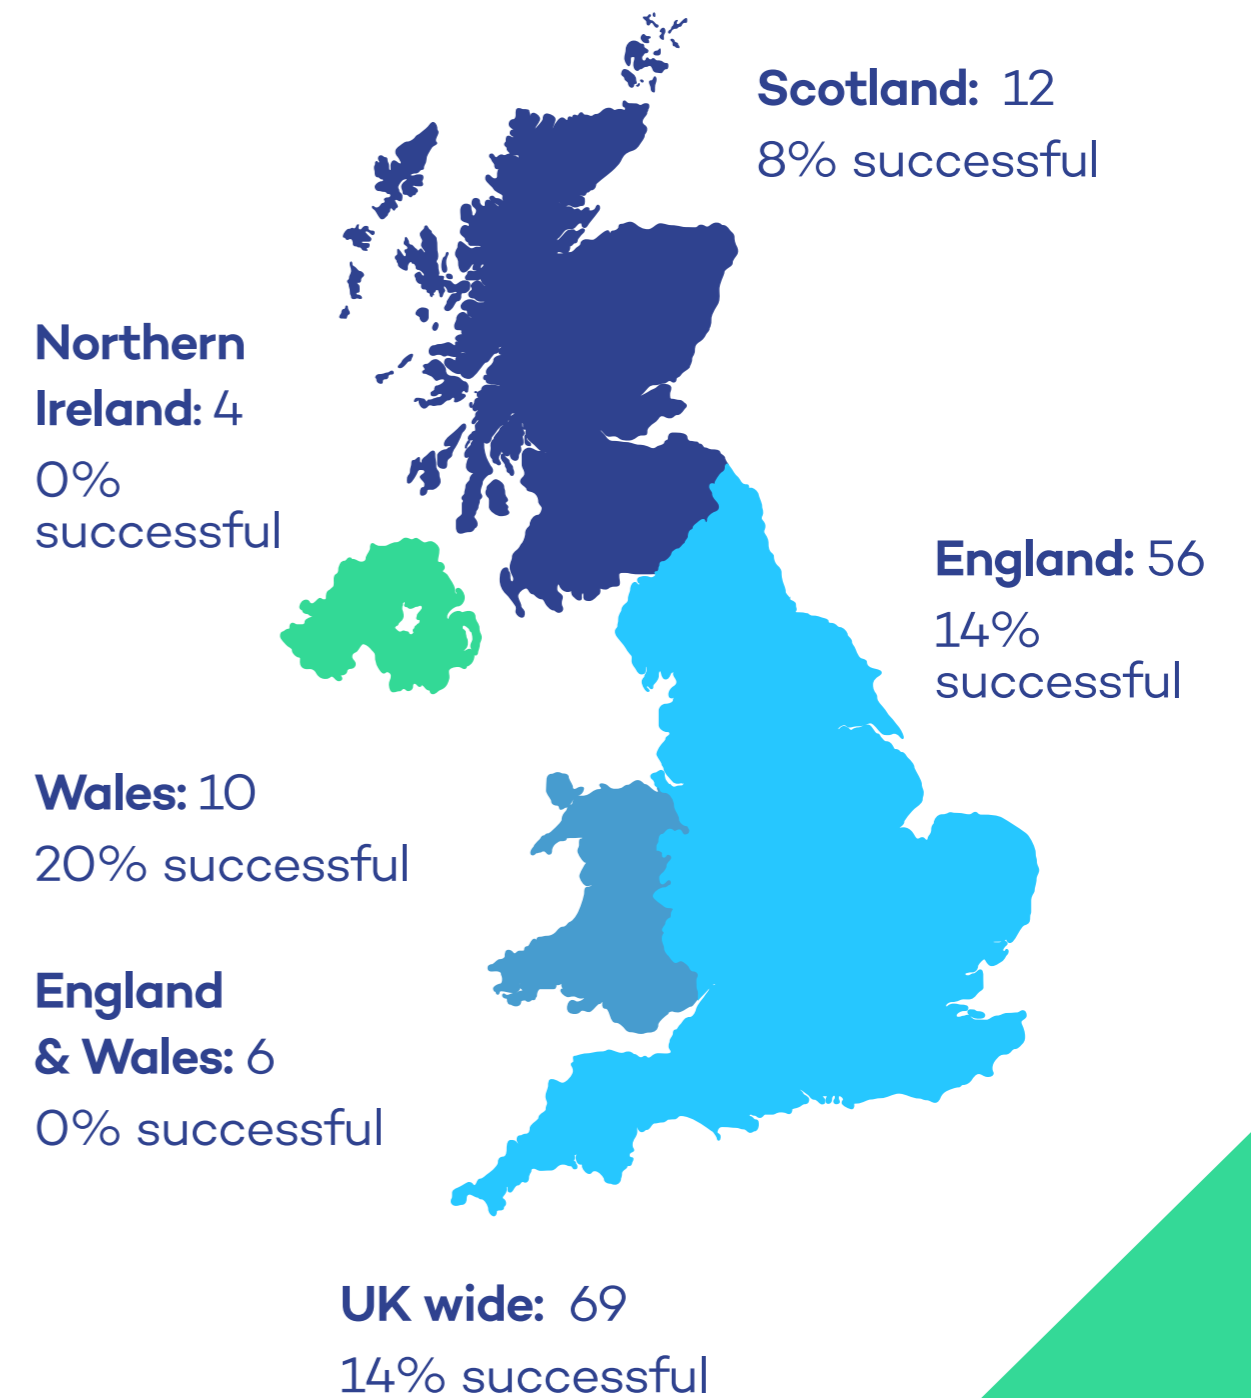 Scotland: 12
8% successful
Northern
Ireland: 4
0%
successful
England: 56
14%
successful
Wales: 10
20% successful
England
& Wales: 6
0% successful
UK wide: 69
14% successful